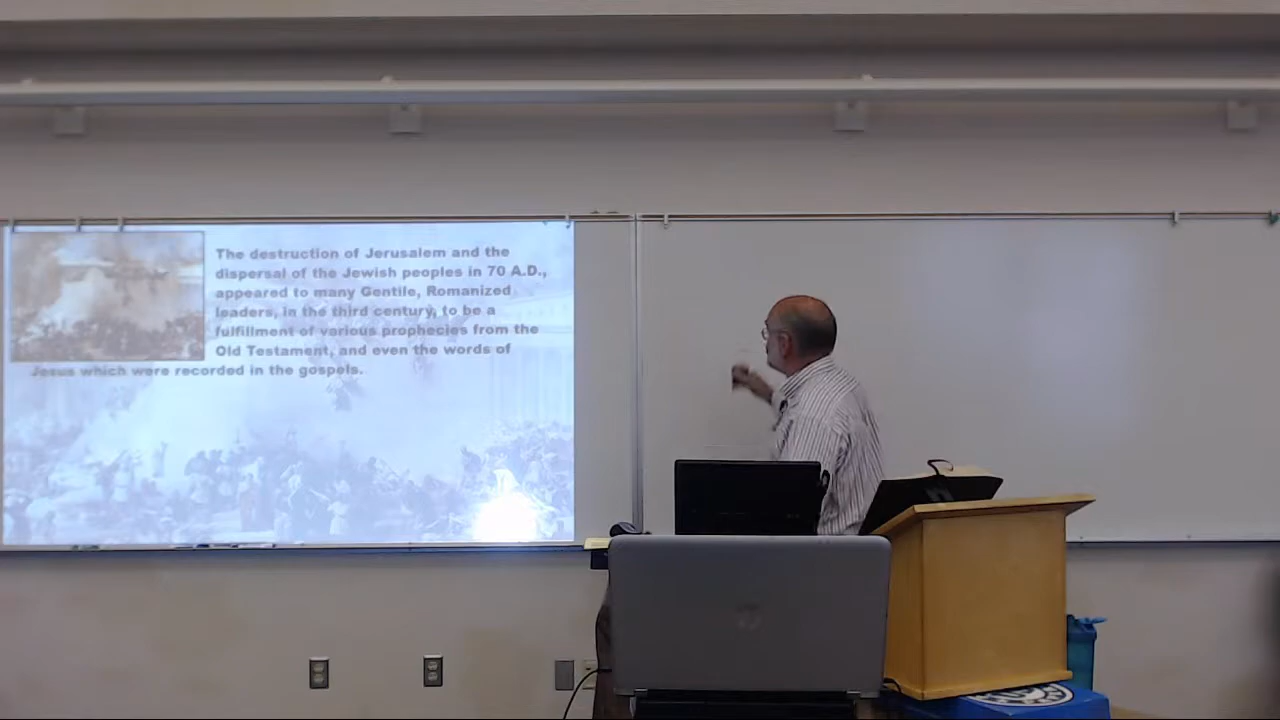 The destruction of Jerusalem and the
dispersal of the Jewish peoples in 70 A.D.,
appeared to many Gentile, Romanized
leaders, in the third century, to be a
fulfillment of various prophecies from the
Old Testament, and even the words of
Jesus which were recorded in the gospels.